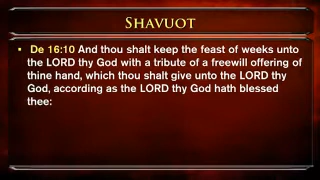 Shavuot
▪ De 16:10 And thou shalt keep the feast of weeks unto
the LORD thy God with a tribute of a freewill offering of
thine hand, which thou shalt give unto the LORD thy
God, according as the LORD thy God hath blessed
thee: